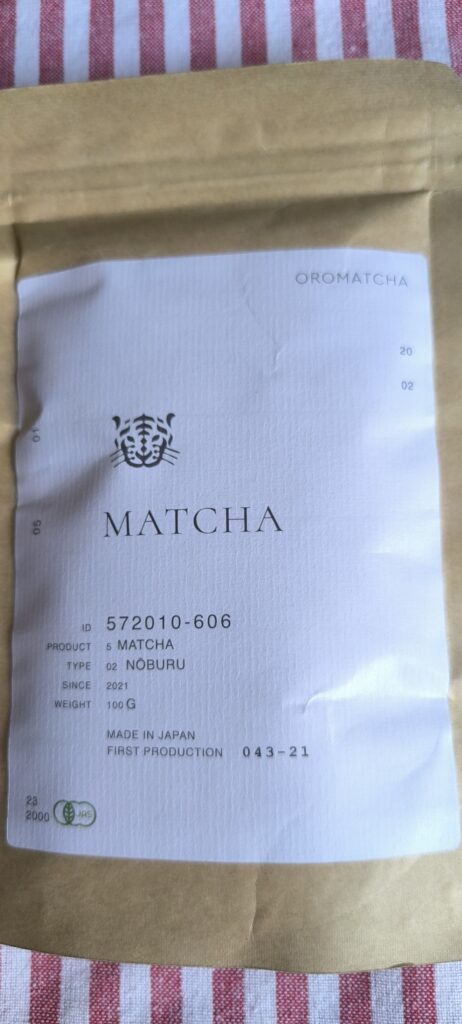 OROMATCHA
20
02
01
05
MATCHA
ID 572010-606
PRODUCT 5 MATCHA
TYPE 02 NŌBURU
SINCE 2021
WEIGHT 100 G
MADE IN JAPAN
FIRST PRODUCTION 043-21
23
2000 JAS